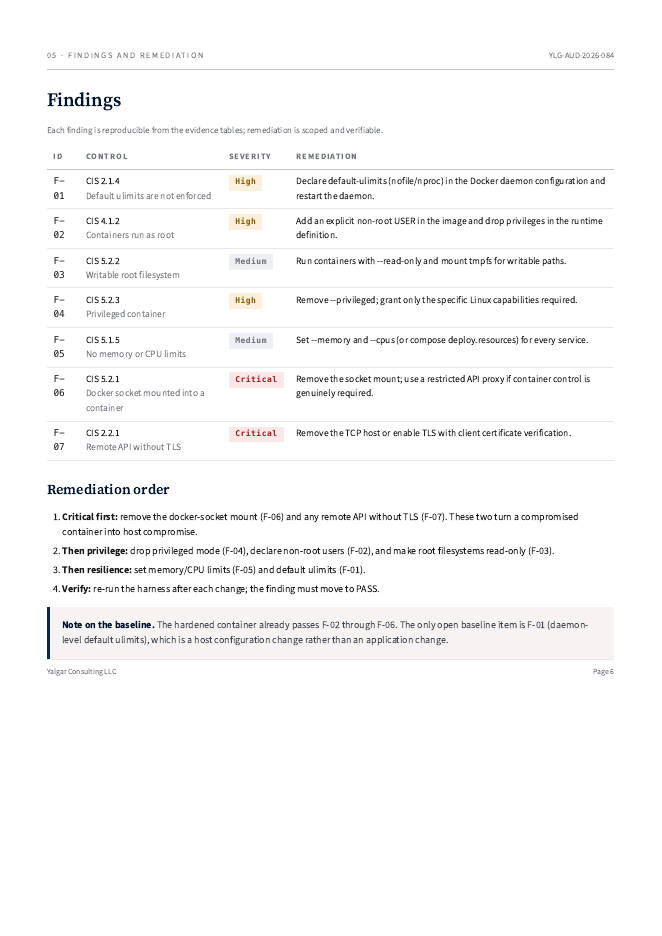 05 · FINDINGS AND REMEDIATION YLG-AUD-2026-084
Findings
Each finding is reproducible from the evidence tables; remediation is scoped and verifiable.
ID CONTROL SEVERITY REMEDIATION
F-01 CIS 2.1.4 High Declare default-ulimits (nofile/nproc) in the Docker daemon configuration and
Default ulimits are not enforced restart the daemon.
F-02 CIS 4.1.2 High Add an explicit non-root USER in the image and drop privileges in the runtime
Containers run as root definition.
F-03 CIS 5.2.2 Medium Run containers with --read-only and mount tmpfs for writable paths.
Writable root filesystem
F-04 CIS 5.2.3 High Remove --privileged; grant only the specific Linux capabilities required.
Privileged container
F-05 CIS 5.1.5 Medium Set --memory and --cpus (or compose deploy.resources) for every service.
No memory or CPU limits
F-06 CIS 5.2.1 Critical Remove the socket mount; use a restricted API proxy if container control is
Docker socket mounted into a genuinely required.
container
F-07 CIS 2.2.1 Critical Remove the TCP host or enable TLS with client certificate verification.
Remote API without TLS
Remediation order
1. Critical first: remove the docker-socket mount (F-06) and any remote API without TLS (F-07). These two turn a compromised
container into host compromise.
2. Then privilege: drop privileged mode (F-04), declare non-root users (F-02), and make root filesystems read-only (F-03).
3. Then resilience: set memory/CPU limits (F-05) and default ulimits (F-01).
4. Verify: re-run the harness after each change; the finding must move to PASS.
Note on the baseline. The hardened container already passes F-02 through F-06. The only open baseline item is F-01 (daemon-
level default ulimits), which is a host configuration change rather than an application change.
Yalgar Consulting LLC Page 6